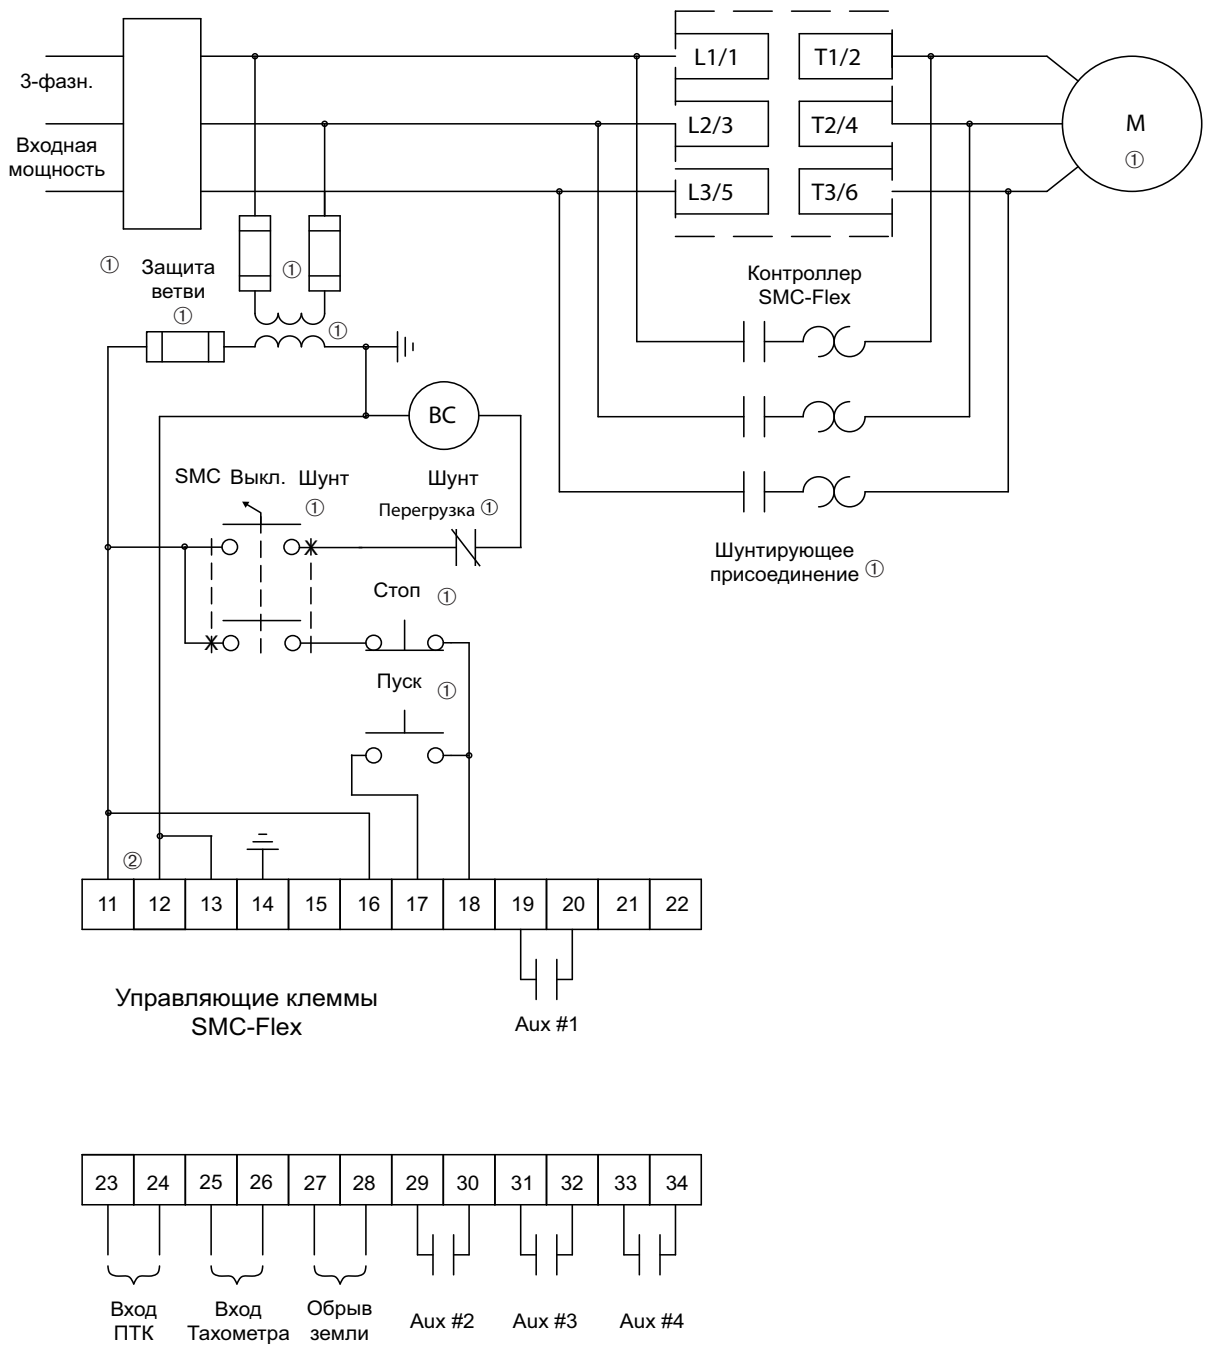 3-фазн.
Входная
мощность
L1/1
T1/2
L2/3
T2/4
L3/5
T3/6
M
①
① Защита
ветви
①
①
①
Контроллер
SMC-Flex
BC
SMC Выкл. Шунт
①
Шунт
Перегрузка ①
Шунтирующее
присоединение ①
Стоп ①
Пуск ①
②
11 12 13 14 15 16 17 18 19 20 21 22
Управляющие клеммы
SMC-Flex
Aux #1
23 24 25 26 27 28 29 30 31 32 33 34
Вход
ПТК
Вход
Тахометра
Обрыв
земли
Aux #2
Aux #3
Aux #4